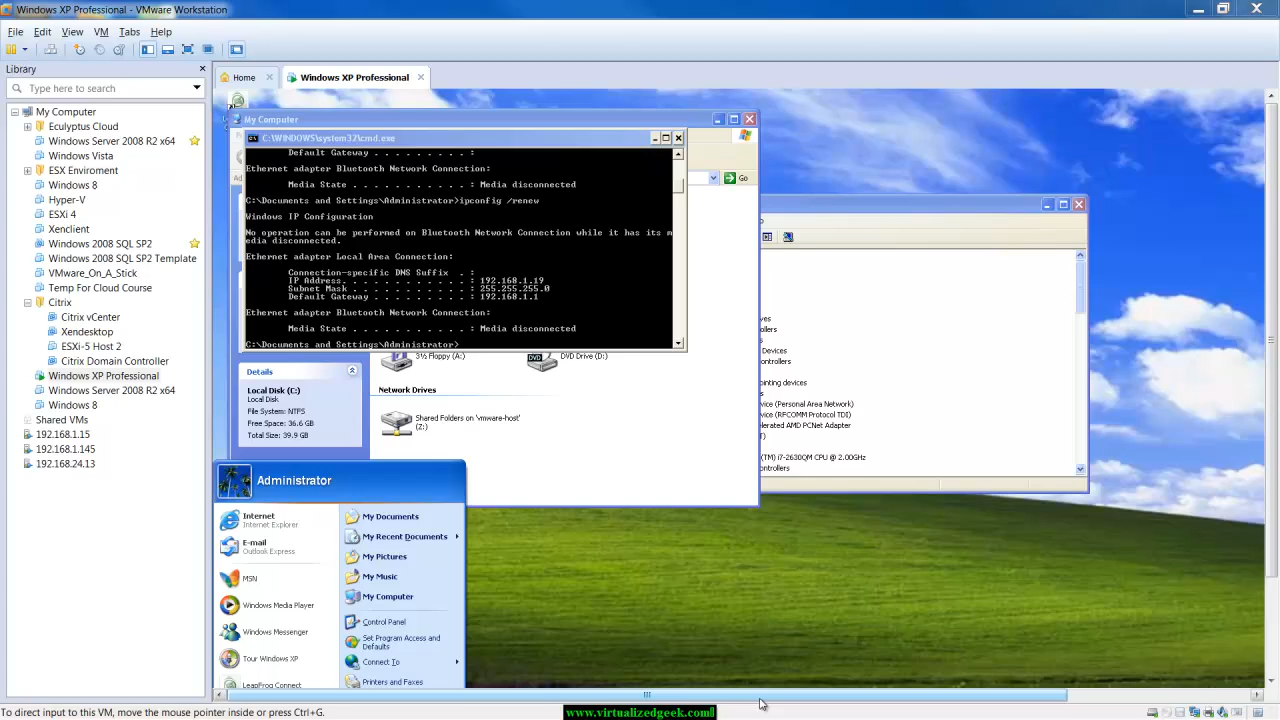 Windows XP Professional - VMware Workstation
File Edit View VM Tabs Help
Library
Type here to search
My Computer
Eculyptus Cloud
Windows Server 2008 R2 x64
Windows Vista
ESX Enviroment
Windows 8
Hyper-V
ESXi 4
Xenclient
Windows 2008 SQL SP2
Windows 2008 SQL SP2 Template
VMware_On_A_Stick
Temp For Cloud Course
Citrix
Citrix vCenter
Xendesktop
ESXi-5 Host 2
Citrix Domain Controller
Windows XP Professional
Windows Server 2008 R2 x64
Windows 8
Shared VMs
192.168.1.15
192.168.1.145
192.168.24.13
Home
Windows XP Professional
My Computer
Go
C:\WINDOWS\system32\cmd.exe
Default Gateway . . . . . . . . . :
Ethernet adapter Bluetooth Network Connection:
Media State . . . . . . . . . . . : Media disconnected
C:\Documents and Settings\Administrator>ipconfig /renew
Windows IP Configuration
No operation can be performed on Bluetooth Network Connection while it has its m
edia disconnected.
Ethernet adapter Local Area Connection:
Connection-specific DNS Suffix . :
IP Address. . . . . . . . . . . . : 192.168.1.19
Subnet Mask . . . . . . . . . . . : 255.255.255.0
Default Gateway . . . . . . . . . : 192.168.1.1
Ethernet adapter Bluetooth Network Connection:
Media State . . . . . . . . . . . : Media disconnected
C:\Documents and Settings\Administrator>
3½ Floppy (A:)
DVD Drive (D:)
Network Drives
Shared Folders on 'vmware-host'
(Z:)
Details
Local Disk (C:)
Local Disk
File System: NTFS
Free Space: 36.6 GB
Total Size: 39.9 GB
Devices
vice (Personal Area Network)
vice (RFCOMM Protocol TDI)
elerated AMD PCNet Adapter
(TM) i7-2630QM CPU @ 2.00GHz
Administrator
Internet
Internet Explorer
E-mail
Outlook Express
MSN
Windows Media Player
Windows Messenger
Tour Windows XP
LeapFrog Connect
My Documents
My Recent Documents
My Pictures
My Music
My Computer
Control Panel
Set Program Access and
Defaults
Connect To
Printers and Faxes
To direct input to this VM, move the mouse pointer inside or press Ctrl+G.
www.virtualizedgeek.com